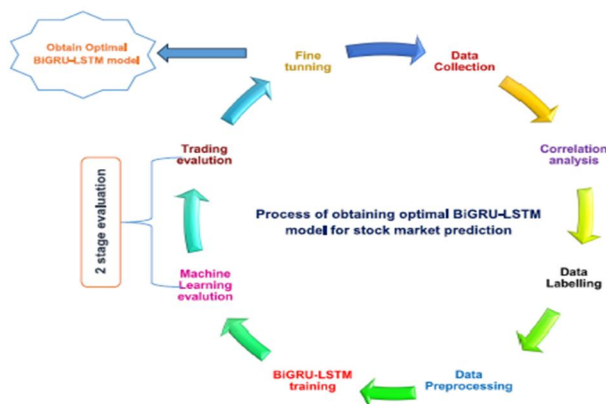 Obtain Optimal
BiGRU-LSTM model
Fine
tunning
Data
Collection
Correlation
analysis
Data
Labelling
Data
Preprocessing
BiGRU-LSTM
training
Machine
Learning
evalution
Trading
evalution
2 stage evaluation
Process of obtaining optimal BiGRU-LSTM
model for stock market prediction